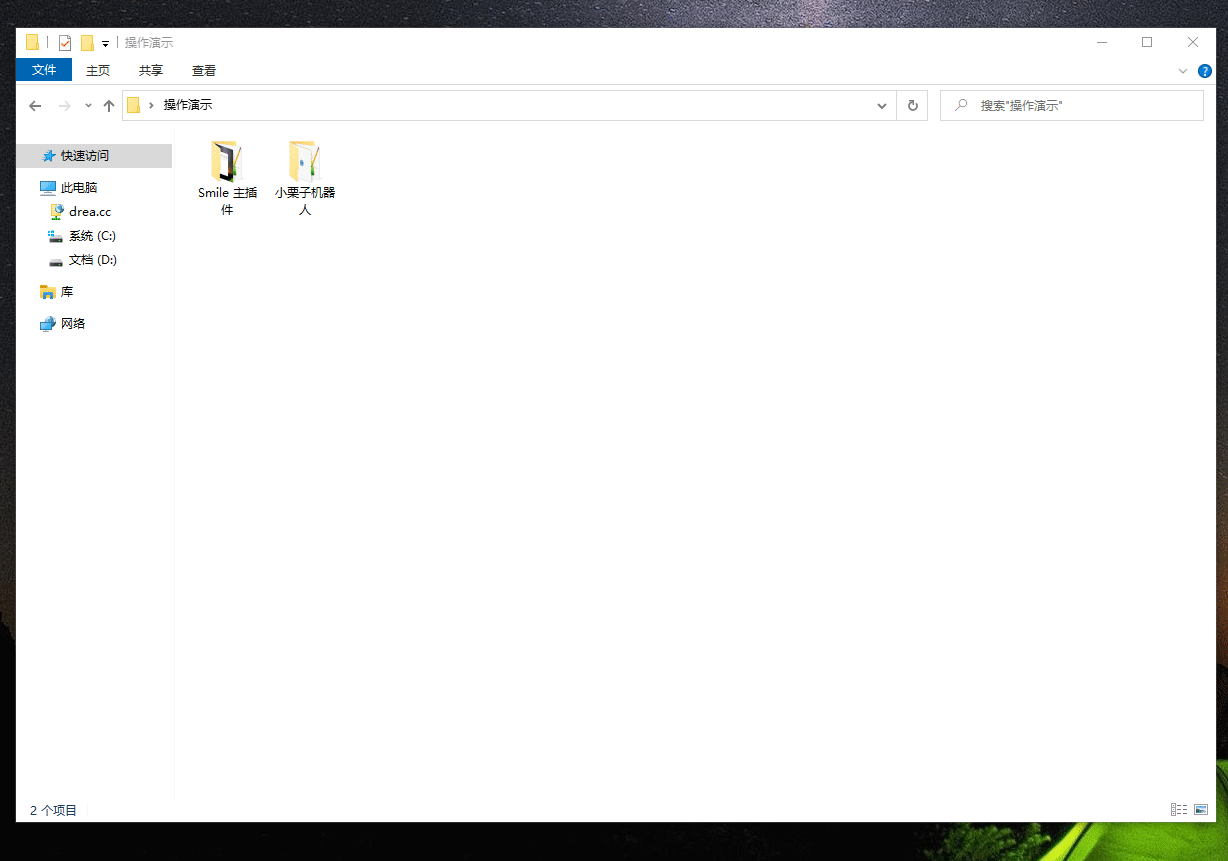 操作演示
文件 主页 共享 查看
操作演示
搜索"操作演示"
快速访问
此电脑
drea.cc
系统 (C:)
文档 (D:)
库
网络
Smile 主插
件
小栗子机器
人
2 个项目